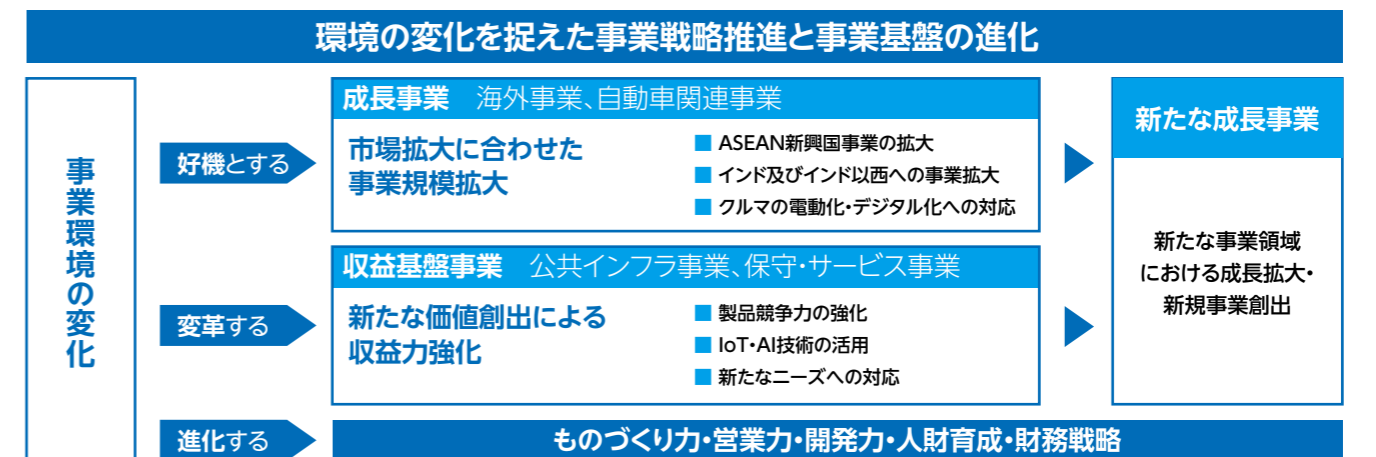 環境の変化を捉えた事業戦略推進と事業基盤の進化
事業環境の変化
好機とする
成長事業 海外事業、自動車関連事業
市場拡大に合わせた
事業規模拡大
■ ASEAN新興国事業の拡大
■ インド及びインド以西への事業拡大
■ クルマの電動化・デジタル化への対応
変革する
収益基盤事業 公共インフラ事業、保守・サービス事業
新たな価値創出による
収益力強化
■ 製品競争力の強化
■ IoT・AI技術の活用
■ 新たなニーズへの対応
新たな成長事業
新たな事業領域
における成長拡大・
新規事業創出
進化する
ものづくり力・営業力・開発力・人財育成・財務戦略